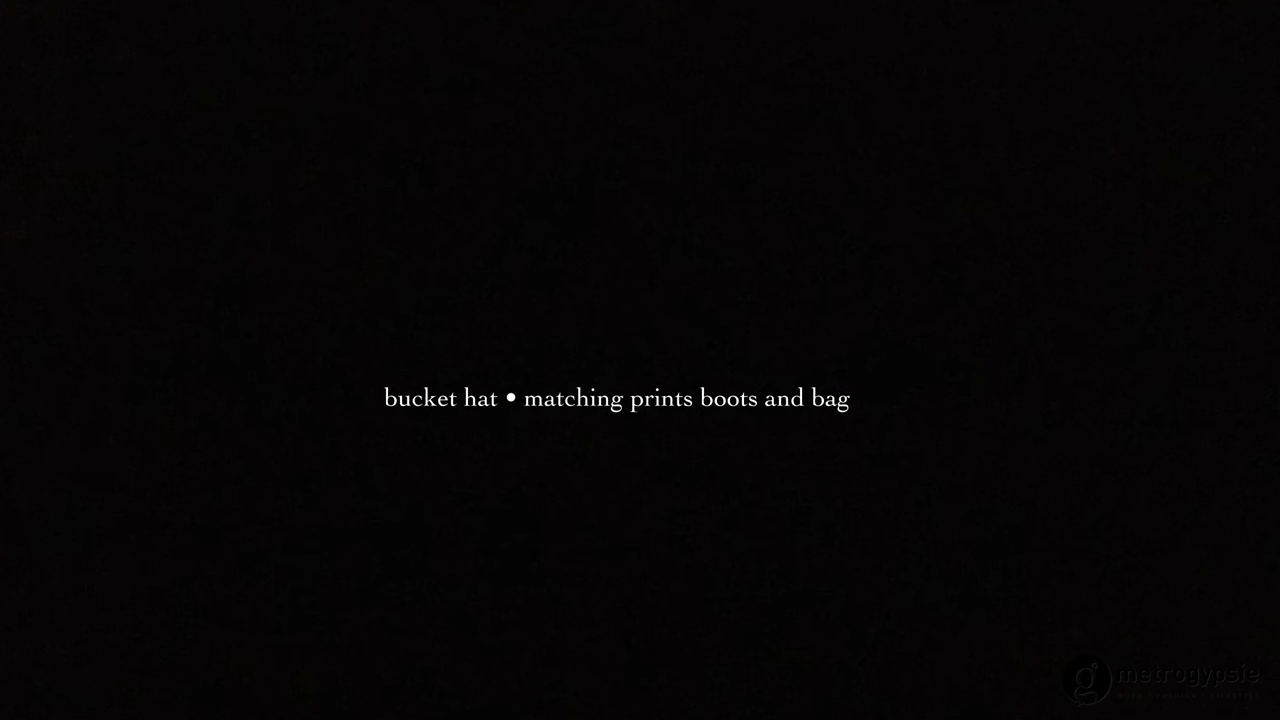 bucket hat • matching prints boots and bag
metrogypsie